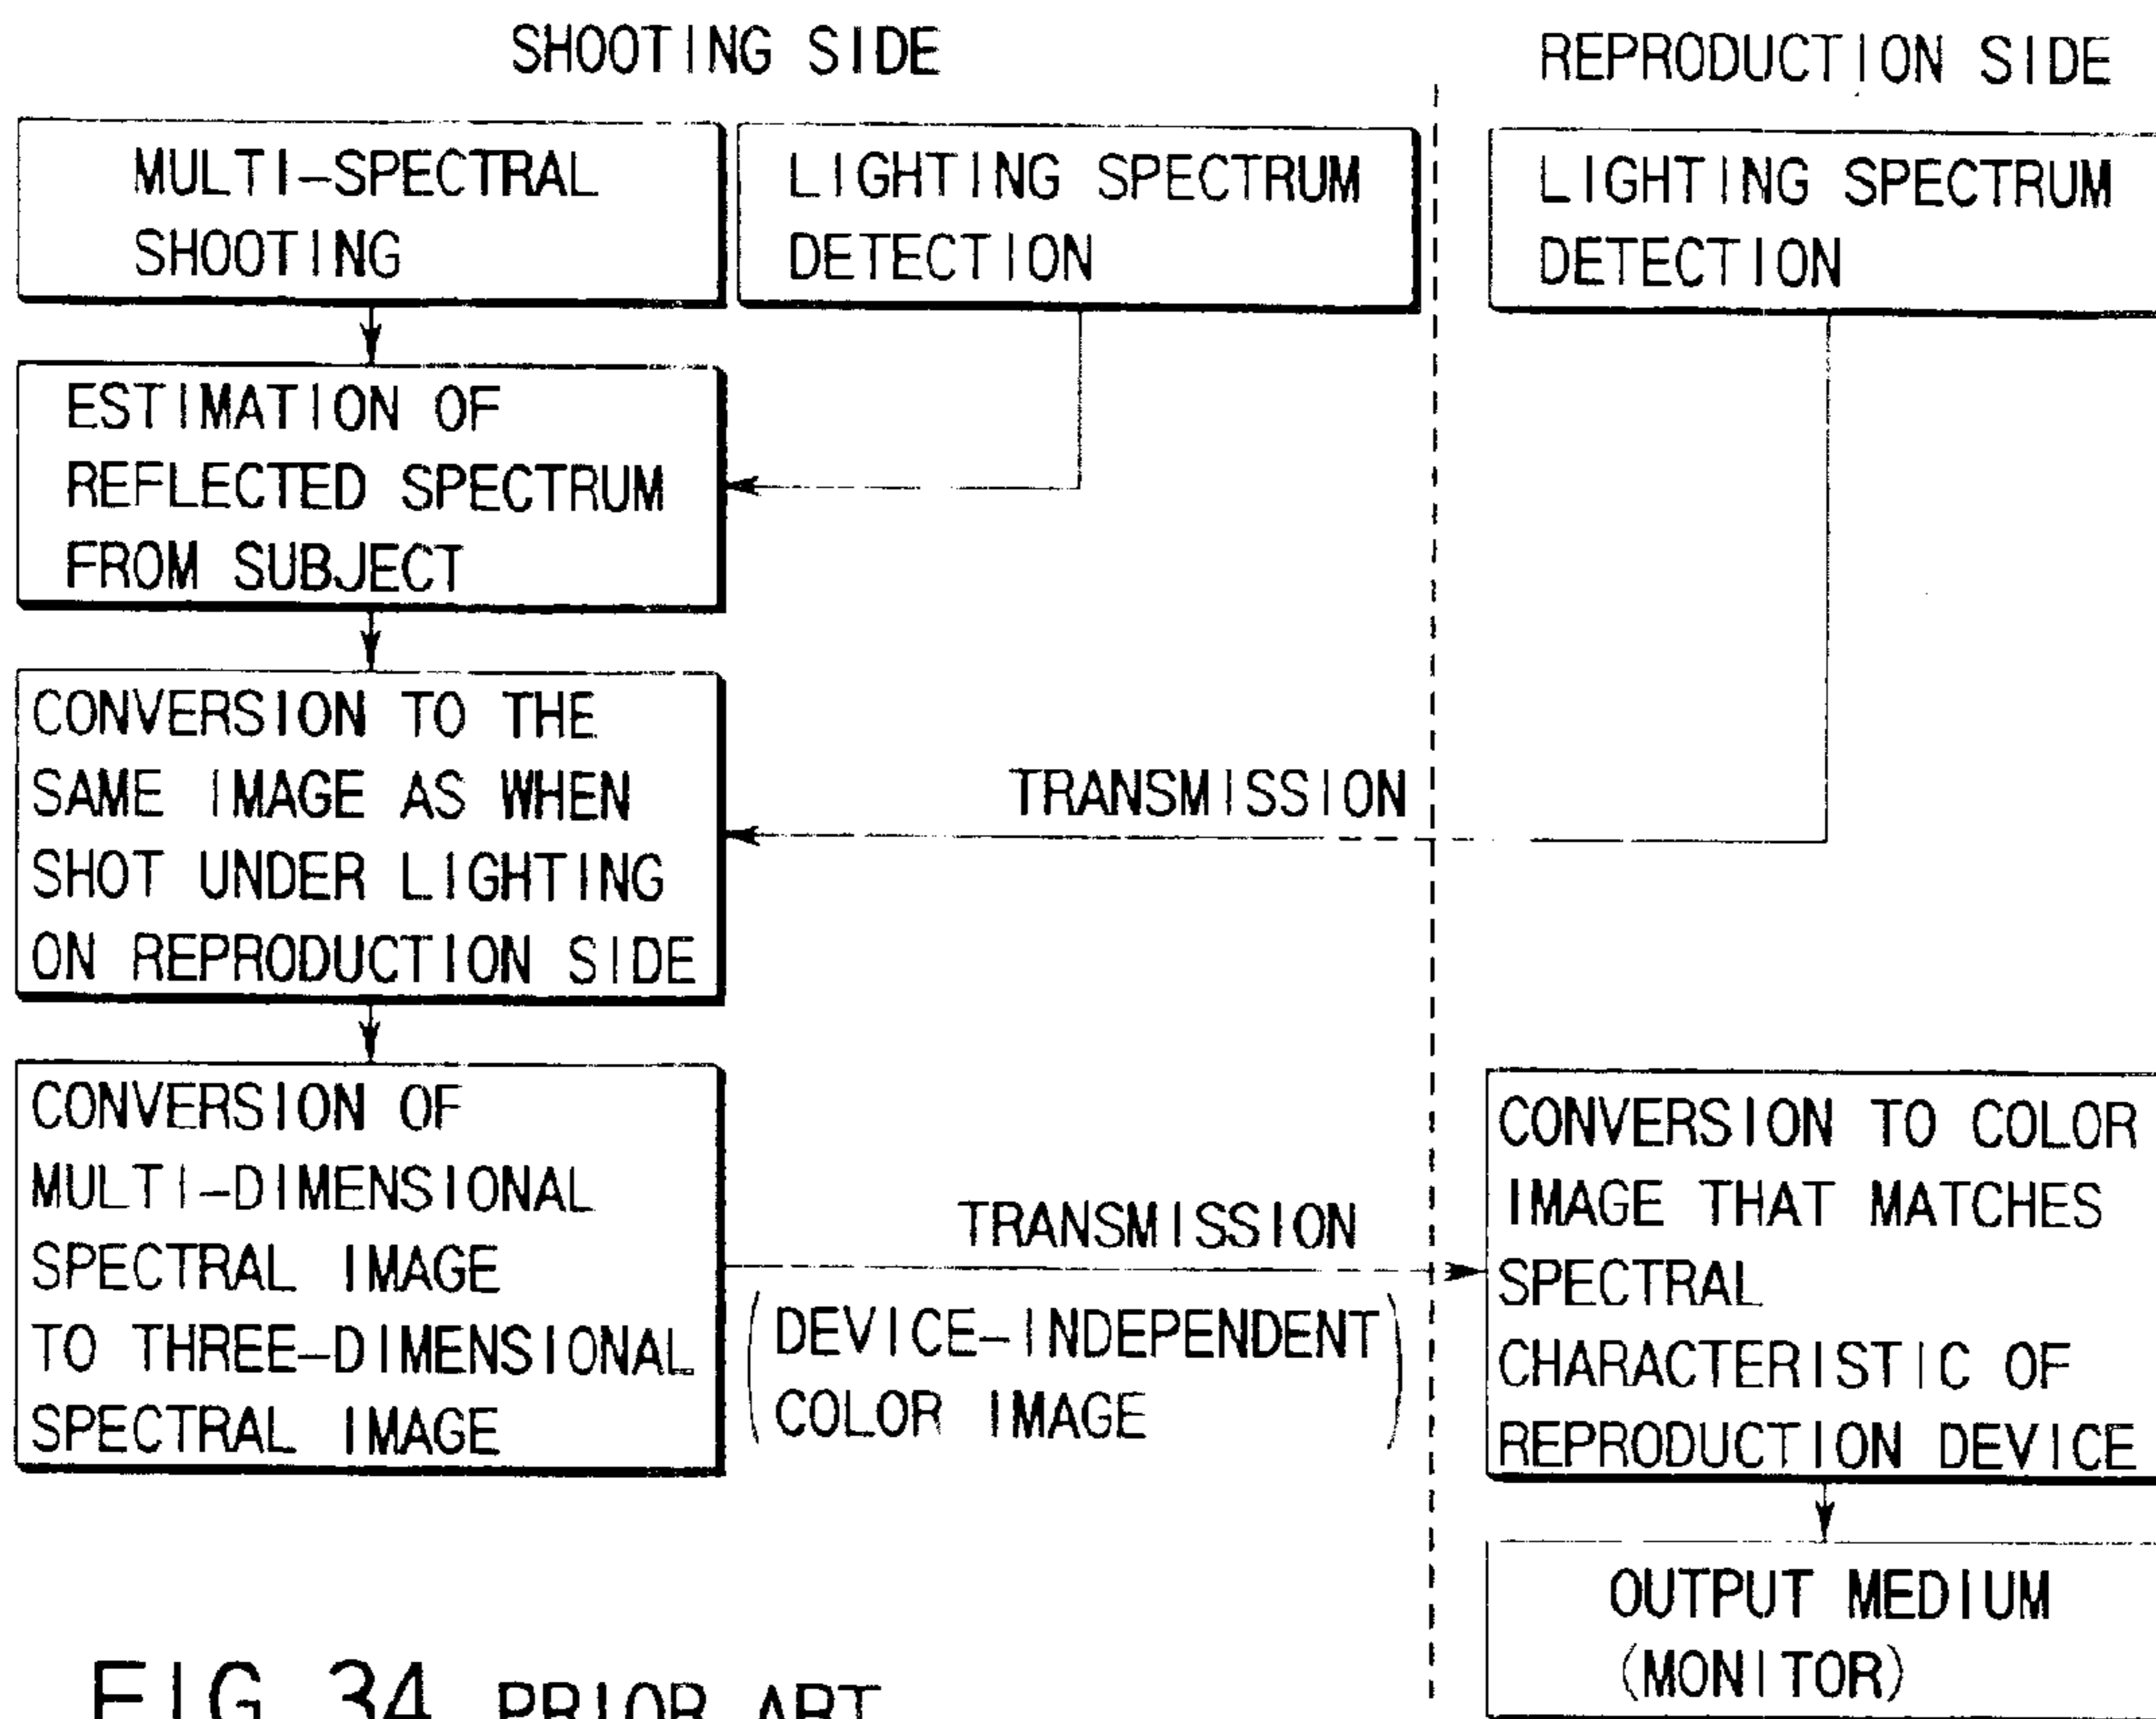 SHOOTING SIDE
REPRODUCTION SIDE
MULTI-SPECTRAL
SHOOTING
LIGHTING SPECTRUM
DETECTION
LIGHTING SPECTRUM
DETECTION
ESTIMATION OF
REFLECTED SPECTRUM
FROM SUBJECT
CONVERSION TO THE
SAME IMAGE AS WHEN
SHOT UNDER LIGHTING
ON REPRODUCTION SIDE
TRANSMISSION
CONVERSION OF
MULTI-DIMENSIONAL
SPECTRAL IMAGE
TO THREE-DIMENSIONAL
SPECTRAL IMAGE
TRANSMISSION
(DEVICE-INDEPENDENT
COLOR IMAGE)
CONVERSION TO COLOR
IMAGE THAT MATCHES
SPECTRAL
CHARACTERISTIC OF
REPRODUCTION DEVICE
OUTPUT MEDIUM
(MONITOR)
FIG. 34 PRIOR ART